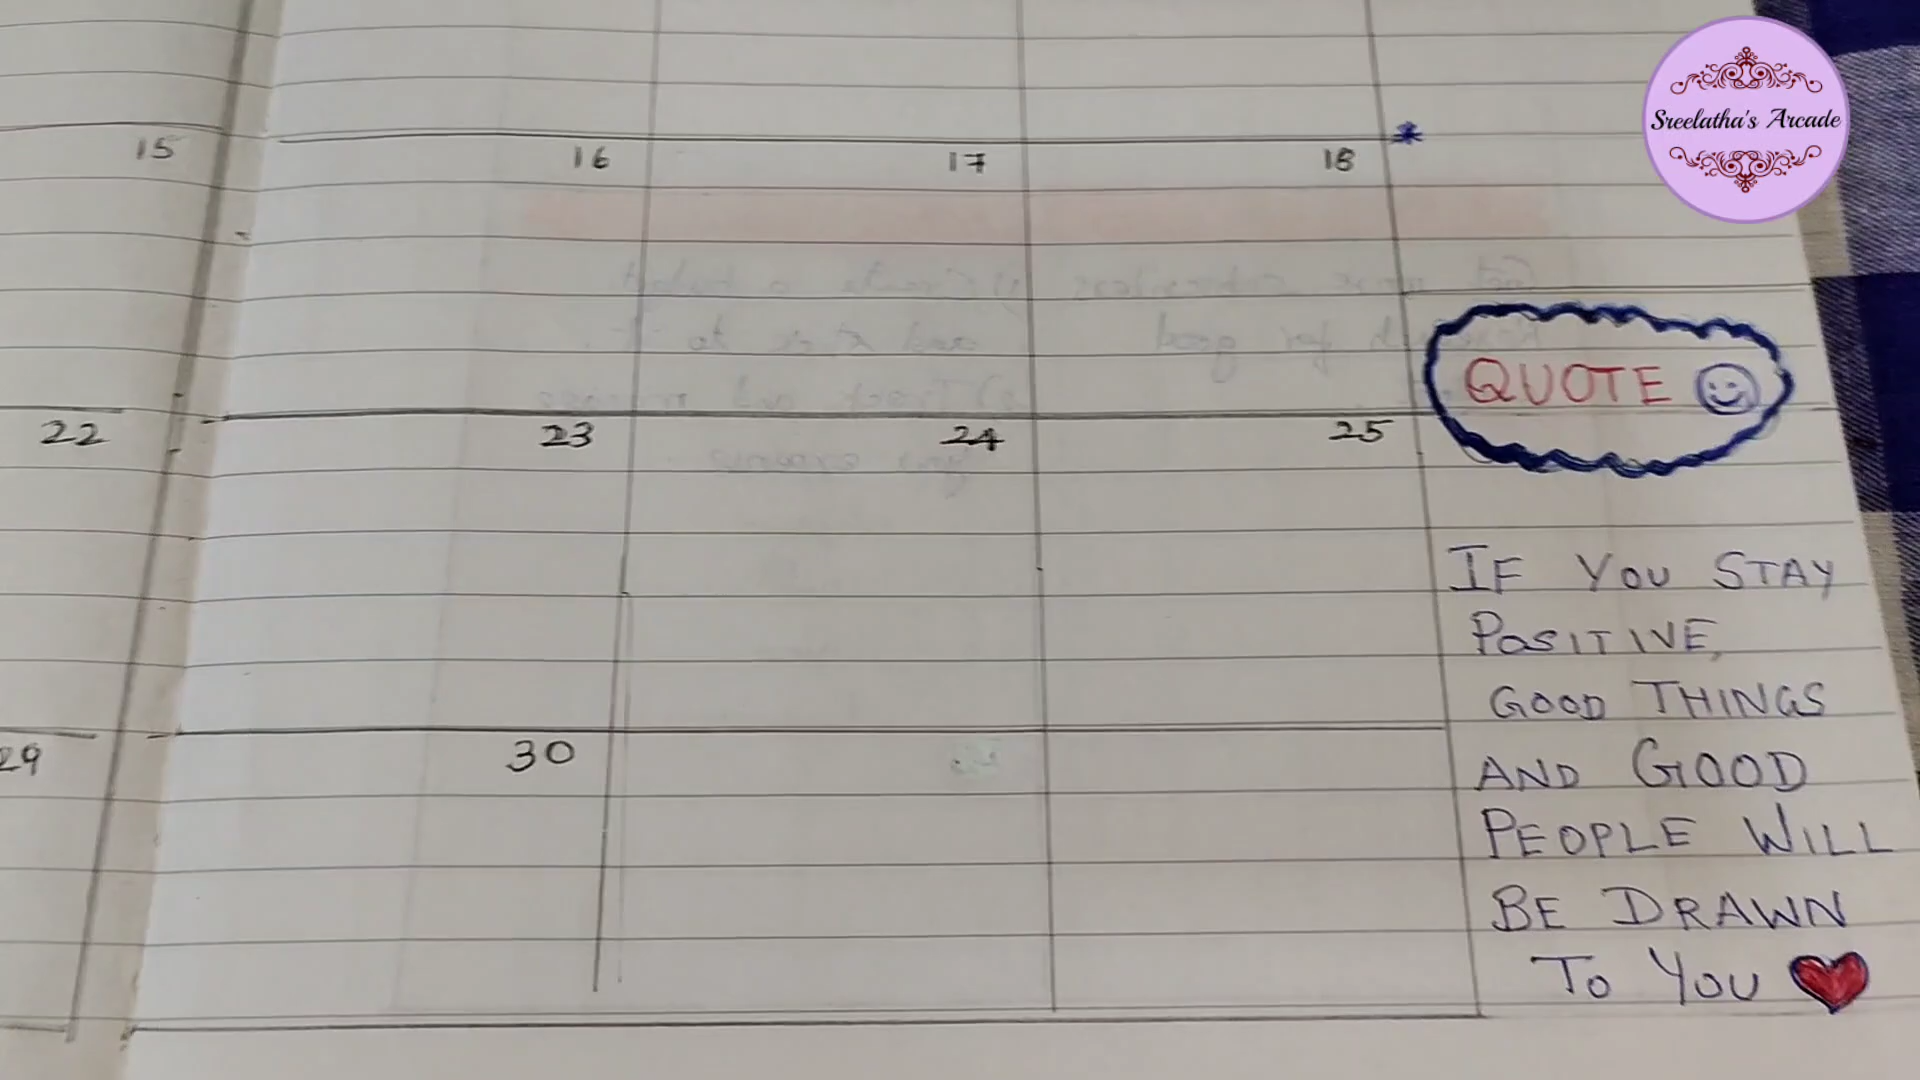 Sreelatha's Arcade
15 16 17 18 *
QUOTE
22 23 24 25
IF YOU STAY
POSITIVE,
GOOD THINGS
29 30
AND GOOD
PEOPLE WILL
BE DRAWN
TO YOU